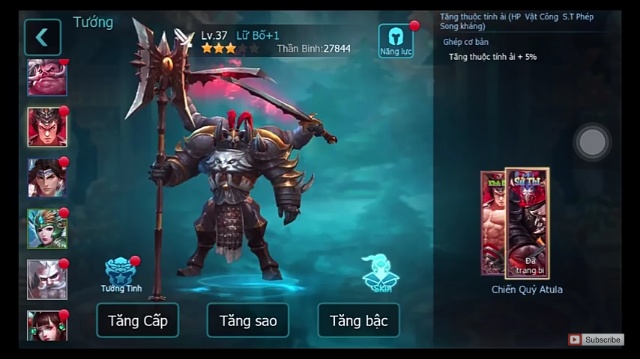 Tướng
Lv.37 Lữ Bố+1
Thần Binh:27844
Năng lực
Tăng thuộc tính ải (HP Vật Công S.T Phép
Song kháng)
Ghép cơ bản
Tăng thuộc tính ải + 5%
Tướng Tinh
Skin
Đã
trang bị
Chiến Quỷ Atula
Tăng Cấp
Tăng sao
Tăng bậc
Subscribe